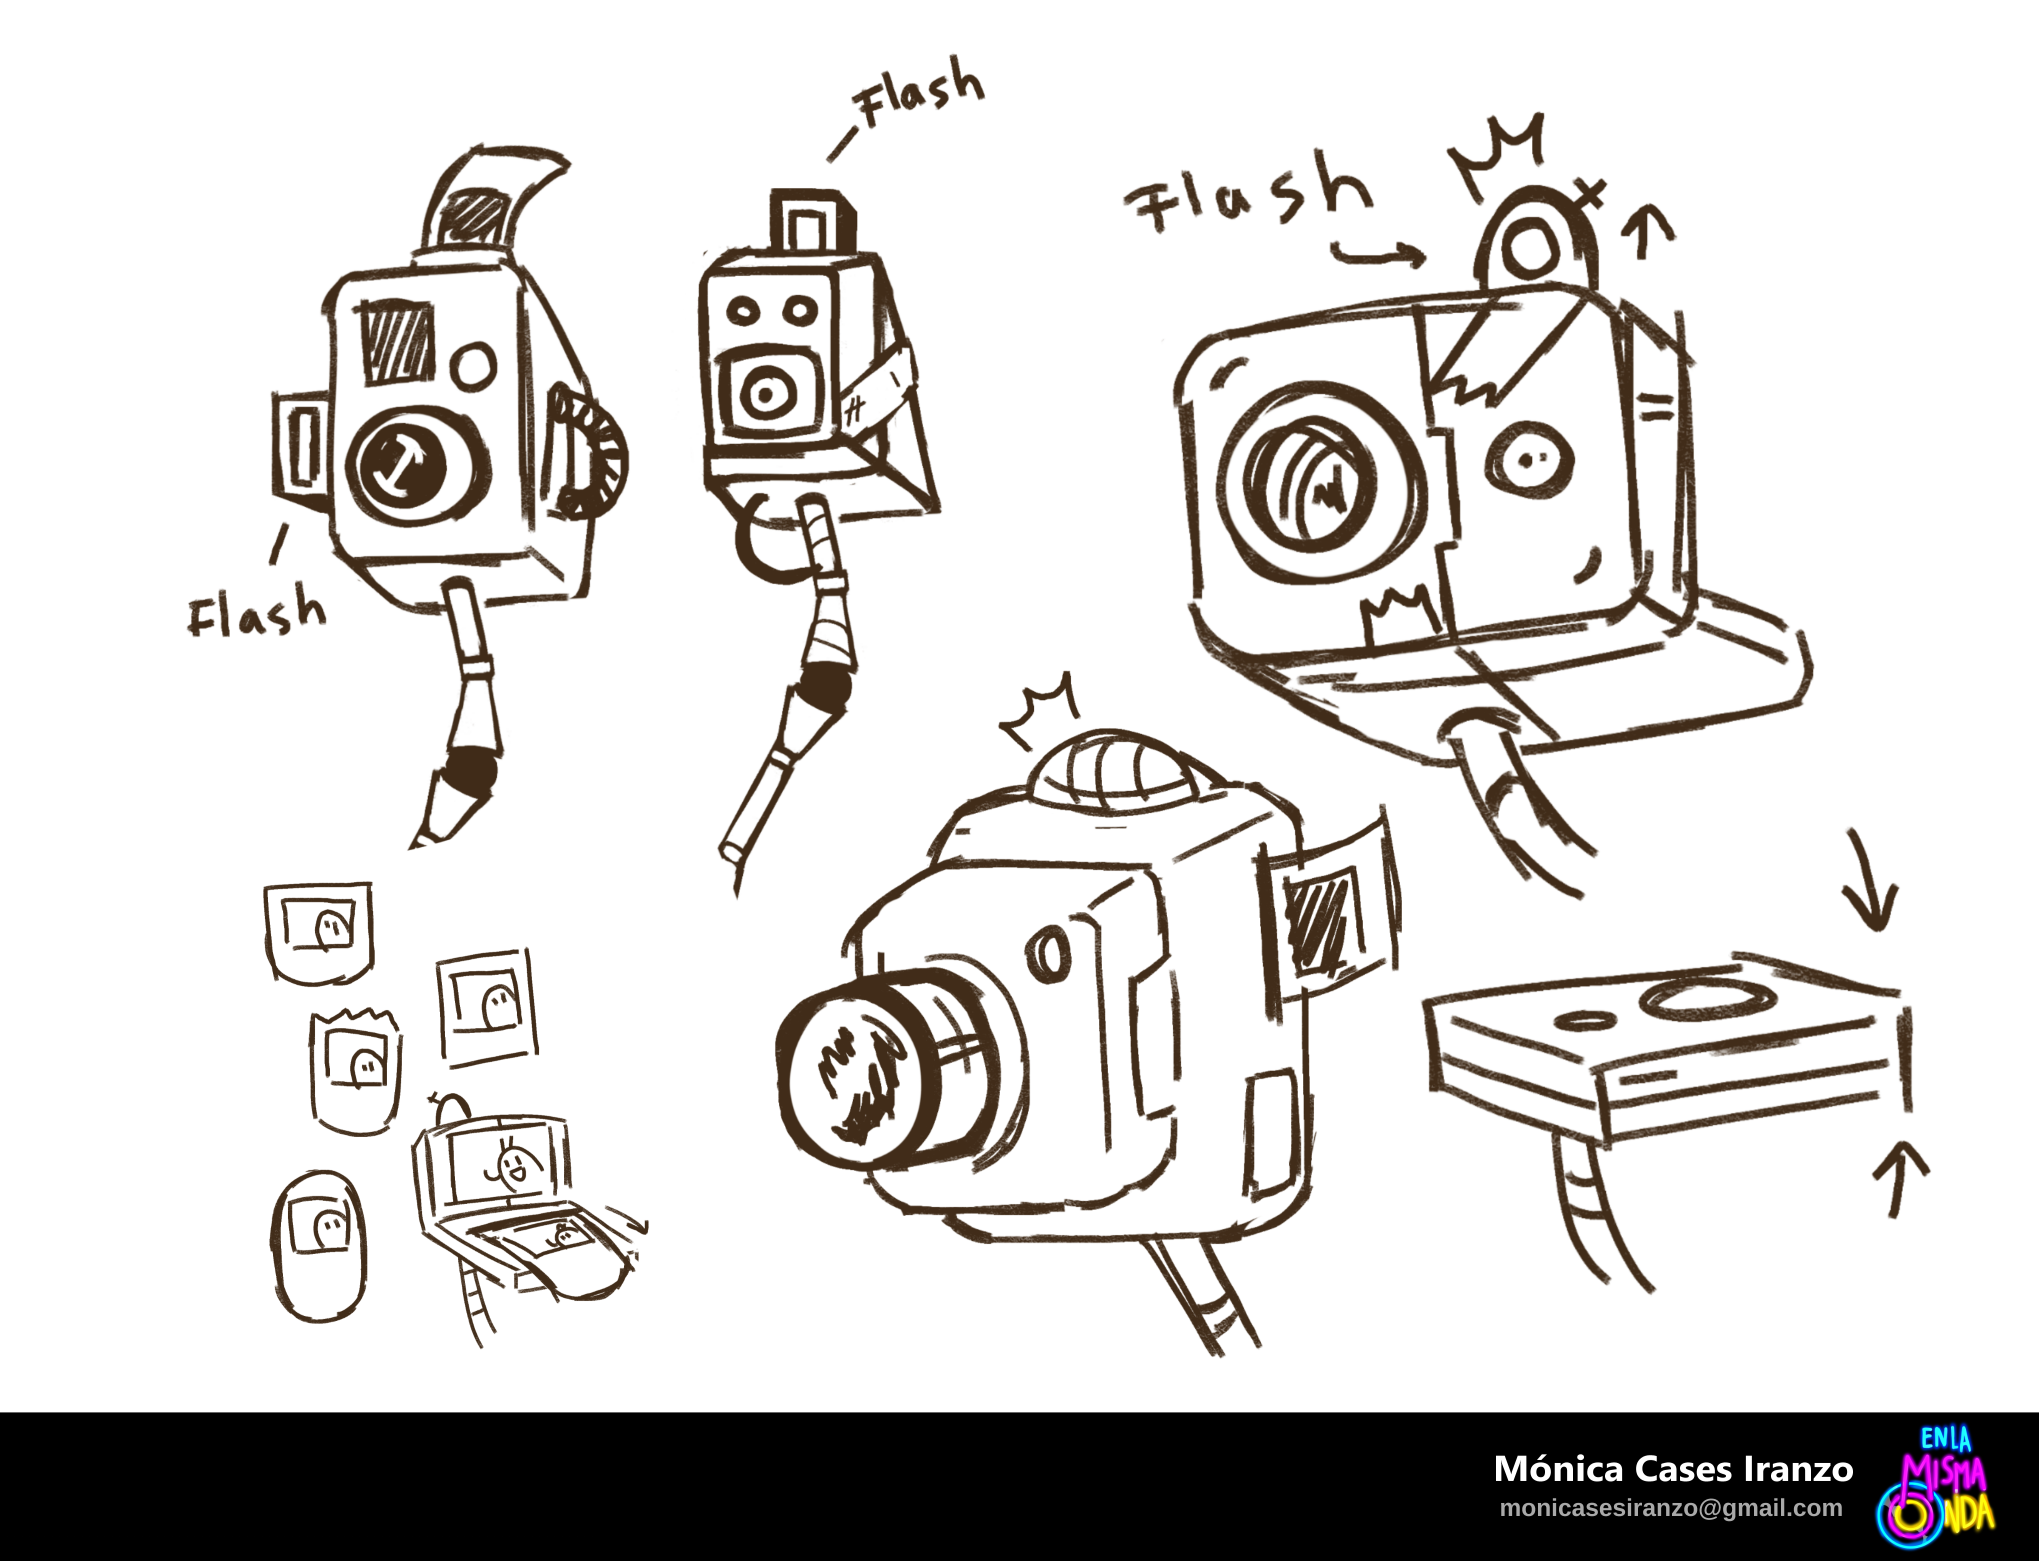 Flash
Flash
Flash
Mónica Cases Iranzo
monicasesiranzo@gmail.com
EN LA
MISMA
ONDA